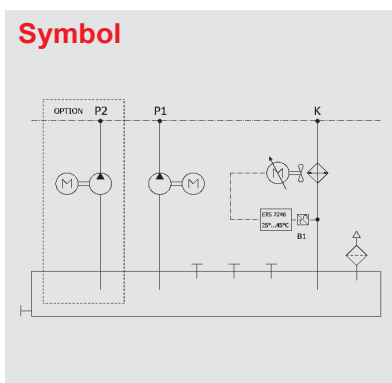 Symbol
OPTION P2 P1 K
M M M
ETS 7246
25°...45°C
B1